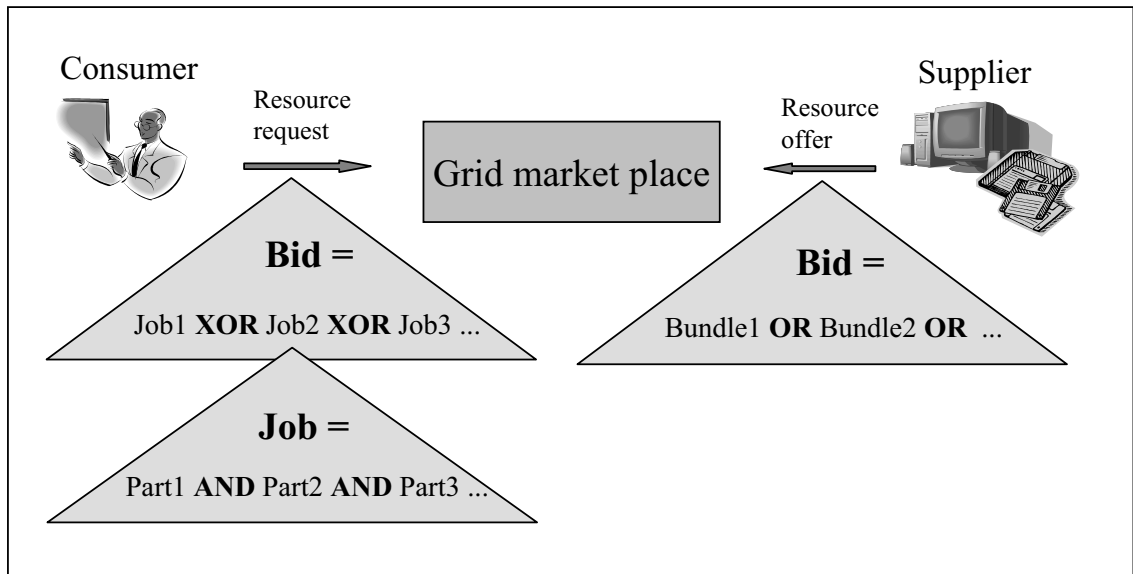 Consumer
Resource
request
Grid market place
Resource
offer
Supplier
Bid =
Job1 XOR Job2 XOR Job3 ...
Bid =
Bundle1 OR Bundle2 OR ...
Job =
Part1 AND Part2 AND Part3 ...